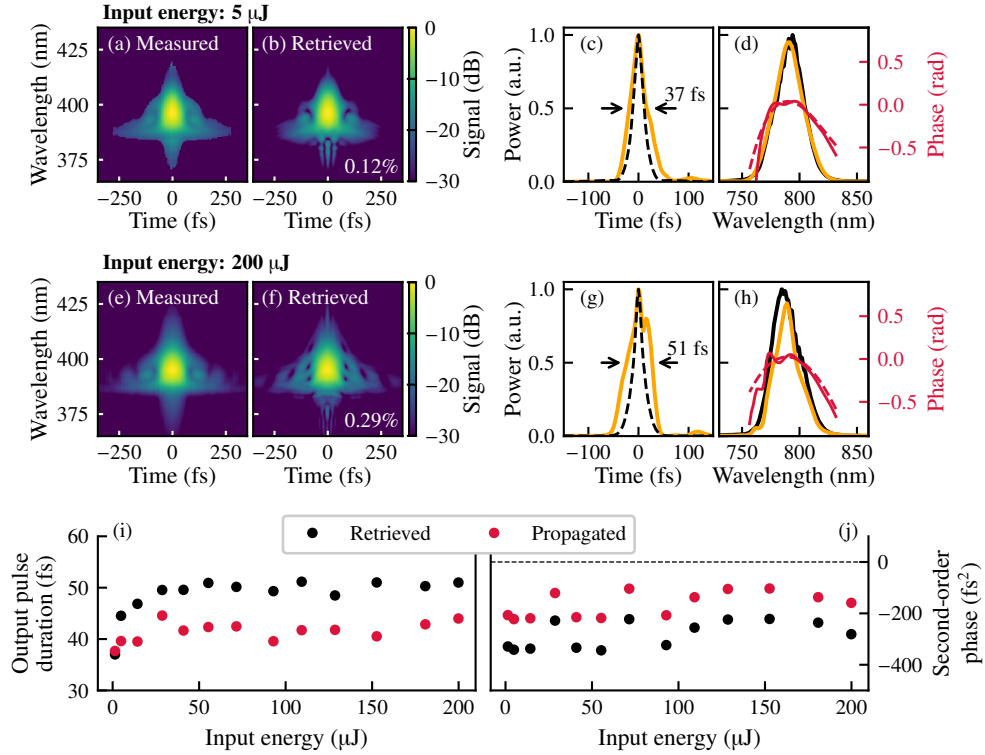 Input energy: 5 μJ
(a) Measured
(b) Retrieved
0.12%
Wavelength (nm)
425
400
375
−250 0 250
−250 0 250
Time (fs)
Time (fs)
0
−10
−20
−30
Signal (dB)
(c)
37 fs
Power (a.u.)
1.0
0.5
0.0
−100 0 100
Time (fs)
(d)
750 800 850
Wavelength (nm)
0.5
0.0
−0.5
Phase (rad)
Input energy: 200 μJ
(e) Measured
(f) Retrieved
0.29%
Wavelength (nm)
425
400
375
−250 0 250
−250 0 250
Time (fs)
Time (fs)
0
−10
−20
−30
Signal (dB)
(g)
51 fs
Power (a.u.)
1.0
0.5
0.0
−100 0 100
Time (fs)
(h)
750 800 850
Wavelength (nm)
0.5
0.0
−0.5
Phase (rad)
Retrieved
Propagated
(i)
Output pulse
duration (fs)
60
50
40
30
0 50 100 150 200
Input energy (μJ)
(j)
0
−200
−400
Second-order
phase (fs²)
0 50 100 150 200
Input energy (μJ)